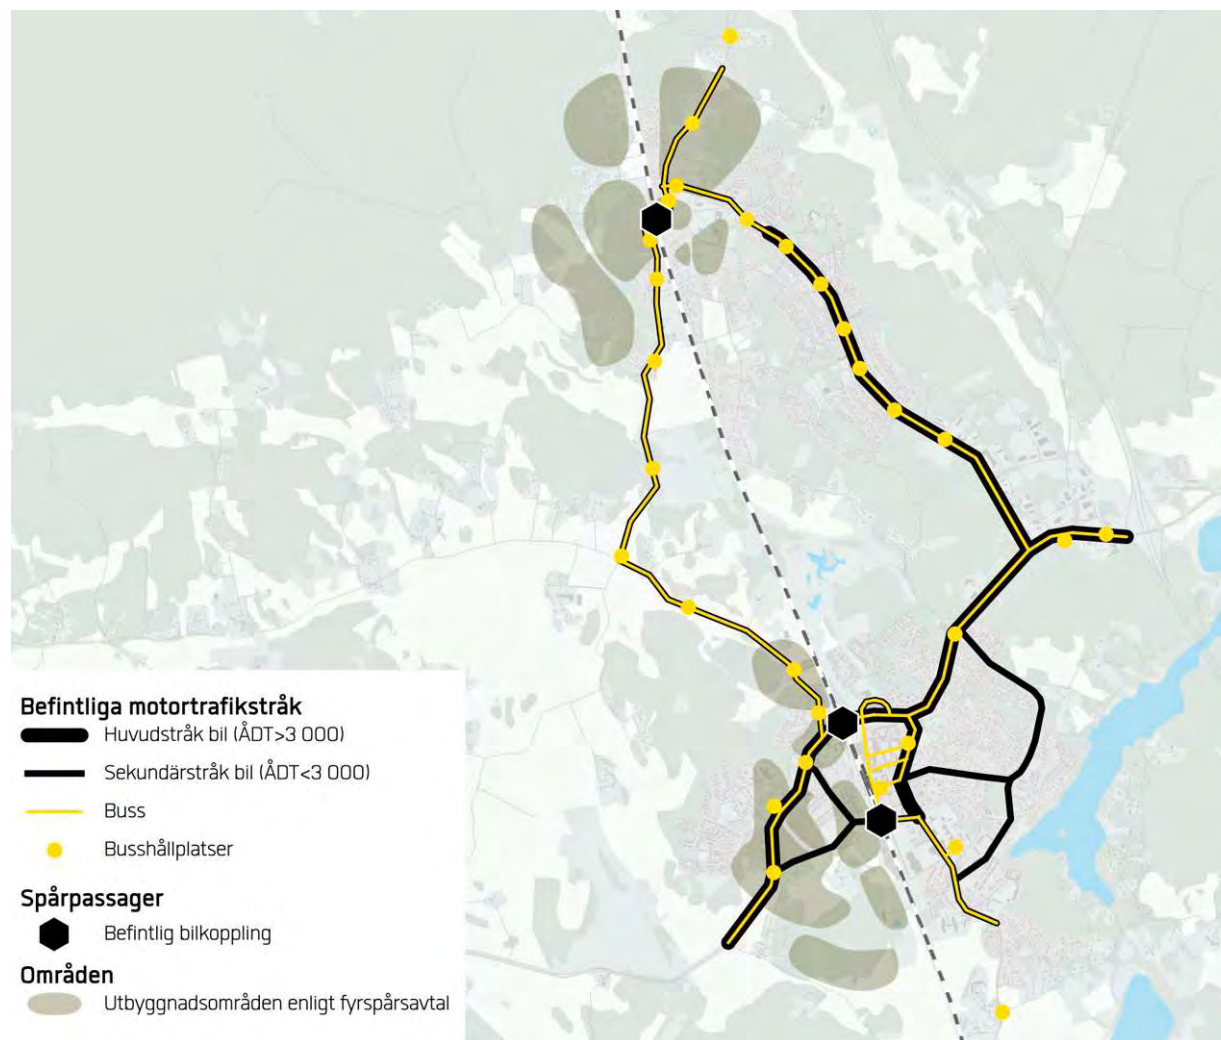 Befintliga motortrafikstråk
Huvudstråk bil (ÅDT>3 000)
Sekundärstråk bil (ÅDT<3 000)
Buss
Busshållplatser
Spårpassager
Befintlig bilkoppling
Områden
Utbyggnadsområden enligt fyrspårsavtal